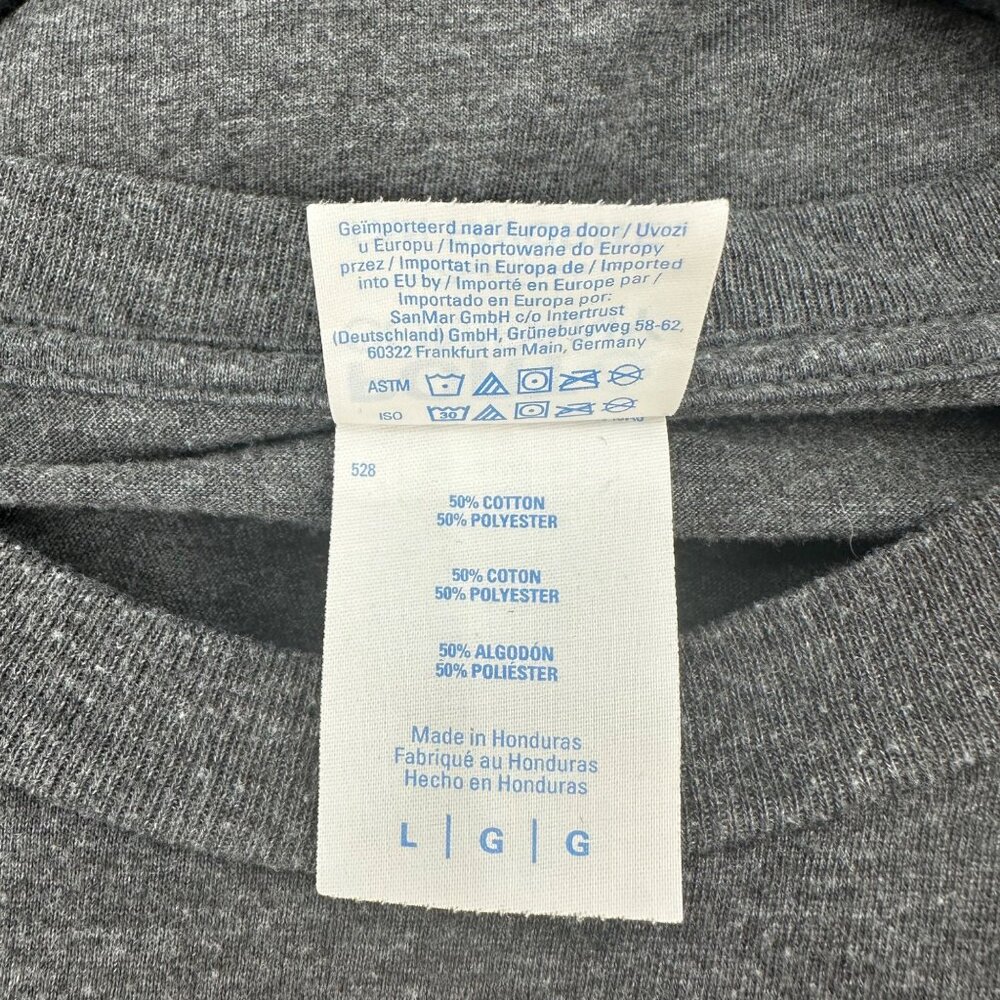 Geïmporteerd naar Europa door / Uvozi
u Europu / Importowane do Europy
przez / Importat in Europa de / Imported
into EU by / Importé en Europe par /
Importado en Europa por:
SanMar GmbH c/o Intertrust
(Deutschland) GmbH, Grüneburgweg 58-62,
60322 Frankfurt am Main, Germany
ASTM
ISO 30
528
50% COTTON
50% POLYESTER
50% COTON
50% POLYESTER
50% ALGODÓN
50% POLIÉSTER
Made in Honduras
Fabriqué au Honduras
Hecho en Honduras
L | G | G